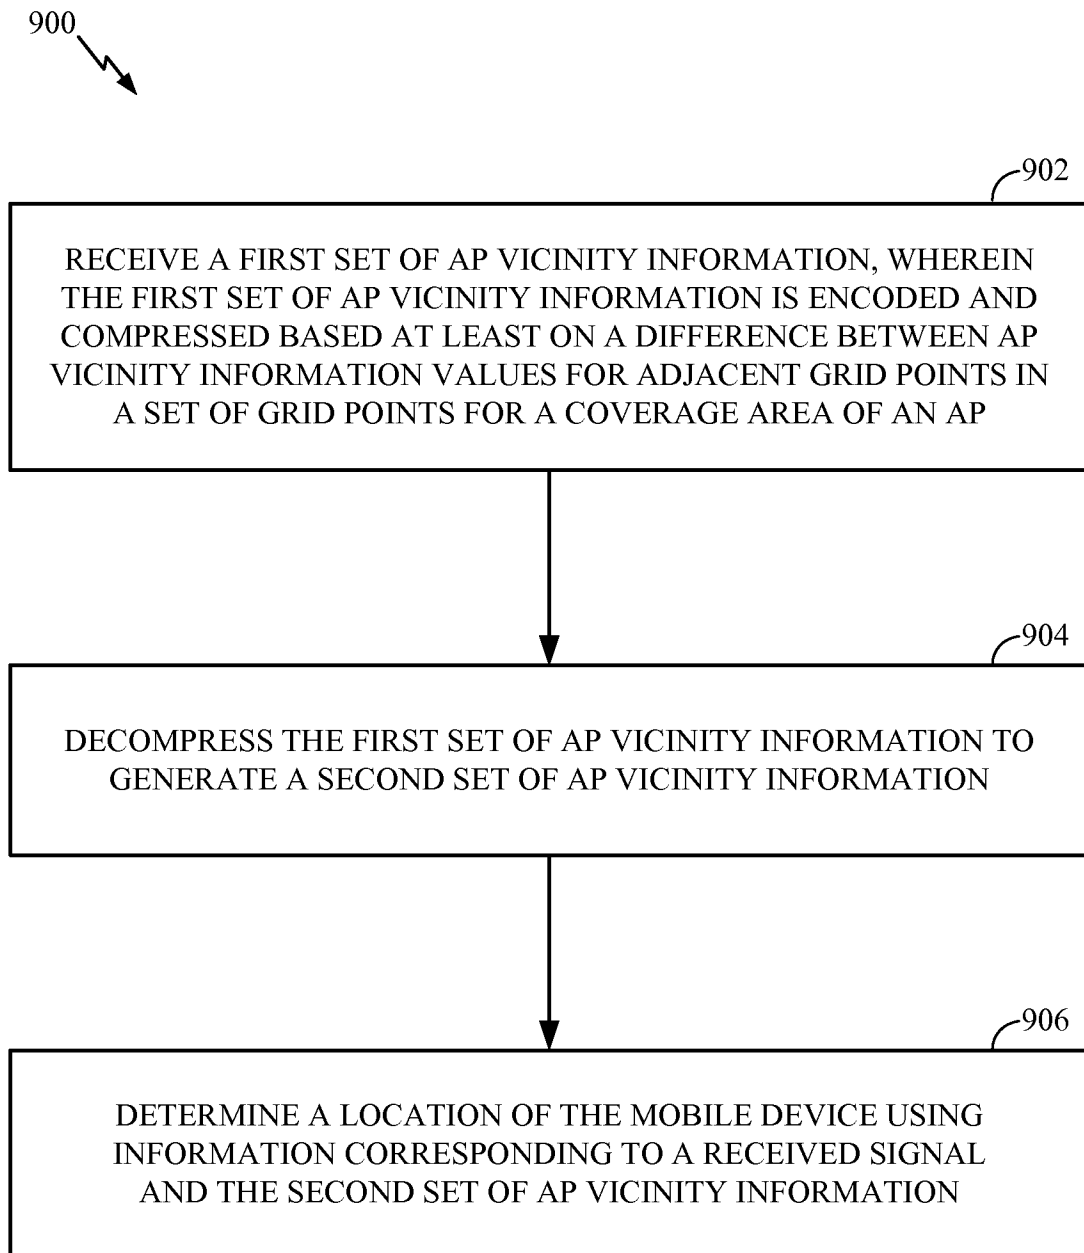 900
902
RECEIVE A FIRST SET OF AP VICINITY INFORMATION, WHEREIN
THE FIRST SET OF AP VICINITY INFORMATION IS ENCODED AND
COMPRESSED BASED AT LEAST ON A DIFFERENCE BETWEEN AP
VICINITY INFORMATION VALUES FOR ADJACENT GRID POINTS IN
A SET OF GRID POINTS FOR A COVERAGE AREA OF AN AP
904
DECOMPRESS THE FIRST SET OF AP VICINITY INFORMATION TO
GENERATE A SECOND SET OF AP VICINITY INFORMATION
906
DETERMINE A LOCATION OF THE MOBILE DEVICE USING
INFORMATION CORRESPONDING TO A RECEIVED SIGNAL
AND THE SECOND SET OF AP VICINITY INFORMATION